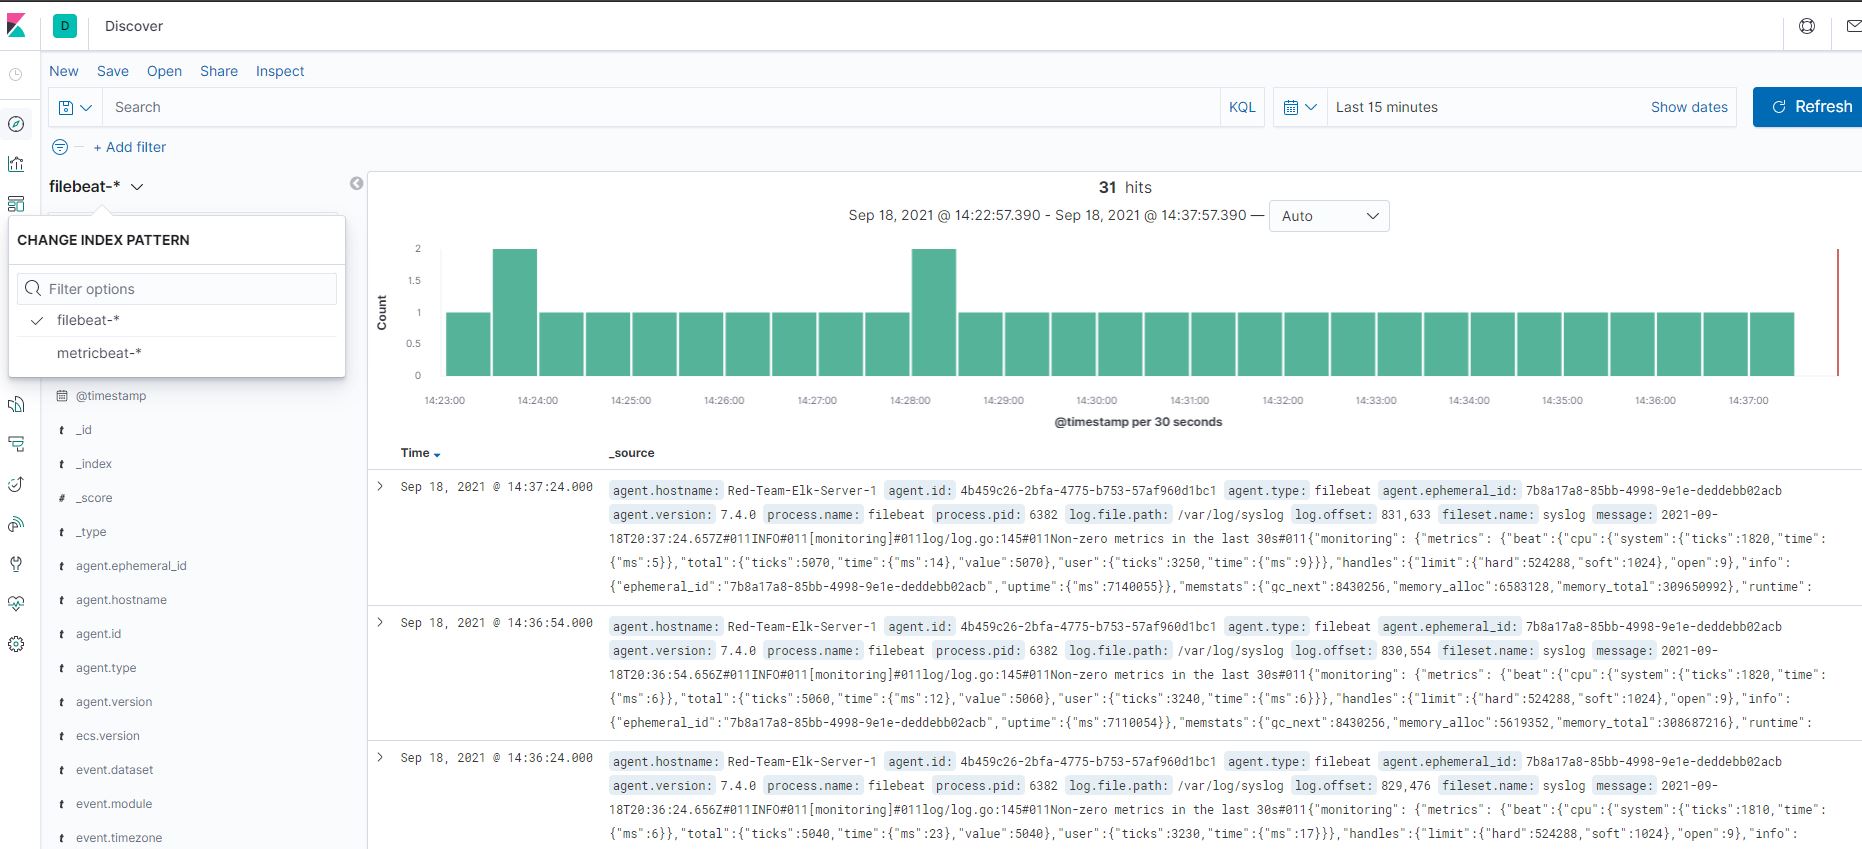 D Discover
New Save Open Share Inspect
Search KQL Last 15 minutes Show dates Refresh
+ Add filter
filebeat-*
CHANGE INDEX PATTERN
Filter options
filebeat-*
metricbeat-*
@timestamp
t _id
t _index
# _score
t _type
t agent.ephemeral_id
t agent.hostname
t agent.id
t agent.type
t agent.version
t ecs.version
t event.dataset
t event.module
t event.timezone
31 hits
Sep 18, 2021 @ 14:22:57.390 - Sep 18, 2021 @ 14:37:57.390 — Auto
2
1.5
1
0.5
0
Count
14:23:00 14:24:00 14:25:00 14:26:00 14:27:00 14:28:00 14:29:00 14:30:00 14:31:00 14:32:00 14:33:00 14:34:00 14:35:00 14:36:00 14:37:00
@timestamp per 30 seconds
Time _source
Sep 18, 2021 @ 14:37:24.000 agent.hostname: Red-Team-Elk-Server-1 agent.id: 4b459c26-2bfa-4775-b753-57af960d1bc1 agent.type: filebeat agent.ephemeral_id: 7b8a17a8-85bb-4998-9e1e-deddebb02acb
agent.version: 7.4.0 process.name: filebeat process.pid: 6382 log.file.path: /var/log/syslog log.offset: 831,633 fileset.name: syslog message: 2021-09-
18T20:37:24.657Z#011INFO#011[monitoring]#011log/log.go:145#011Non-zero metrics in the last 30s#011{"monitoring": {"metrics": {"beat":{"cpu":{"system":{"ticks":1820,"time":
{"ms":5}},"total":{"ticks":5070,"time":{"ms":14},"value":5070},"user":{"ticks":3250,"time":{"ms":9}}},"handles":{"limit":{"hard":524288,"soft":1024},"open":9},"info":
{"ephemeral_id":"7b8a17a8-85bb-4998-9e1e-deddebb02acb","uptime":{"ms":7140055}},"memstats":{"gc_next":8430256,"memory_alloc":6583128,"memory_total":309650992},"runtime":
Sep 18, 2021 @ 14:36:54.000 agent.hostname: Red-Team-Elk-Server-1 agent.id: 4b459c26-2bfa-4775-b753-57af960d1bc1 agent.type: filebeat agent.ephemeral_id: 7b8a17a8-85bb-4998-9e1e-deddebb02acb
agent.version: 7.4.0 process.name: filebeat process.pid: 6382 log.file.path: /var/log/syslog log.offset: 830,554 fileset.name: syslog message: 2021-09-
18T20:36:54.656Z#011INFO#011[monitoring]#011log/log.go:145#011Non-zero metrics in the last 30s#011{"monitoring": {"metrics": {"beat":{"cpu":{"system":{"ticks":1820,"time":
{"ms":6}},"total":{"ticks":5060,"time":{"ms":12},"value":5060},"user":{"ticks":3240,"time":{"ms":6}}},"handles":{"limit":{"hard":524288,"soft":1024},"open":9},"info":
{"ephemeral_id":"7b8a17a8-85bb-4998-9e1e-deddebb02acb","uptime":{"ms":7110054}},"memstats":{"gc_next":8430256,"memory_alloc":5619352,"memory_total":308687216},"runtime":
Sep 18, 2021 @ 14:36:24.000 agent.hostname: Red-Team-Elk-Server-1 agent.id: 4b459c26-2bfa-4775-b753-57af960d1bc1 agent.type: filebeat agent.ephemeral_id: 7b8a17a8-85bb-4998-9e1e-deddebb02acb
agent.version: 7.4.0 process.name: filebeat process.pid: 6382 log.file.path: /var/log/syslog log.offset: 829,476 fileset.name: syslog message: 2021-09-
18T20:36:24.656Z#011INFO#011[monitoring]#011log/log.go:145#011Non-zero metrics in the last 30s#011{"monitoring": {"metrics": {"beat":{"cpu":{"system":{"ticks":1810,"time":
{"ms":6}},"total":{"ticks":5040,"time":{"ms":23},"value":5040},"user":{"ticks":3230,"time":{"ms":17}}},"handles":{"limit":{"hard":524288,"soft":1024},"open":9},"info":